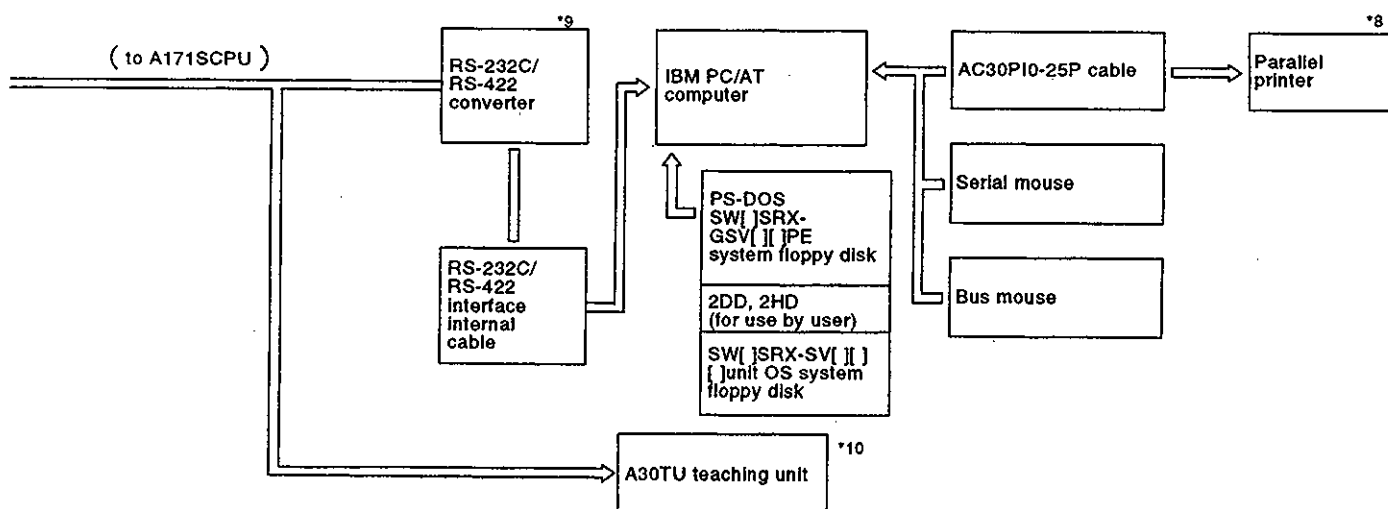 ( to A171SCPU )
*9
RS-232C/
RS-422
converter
IBM PC/AT
computer
AC30PI0-25P cable
*8
Parallel
printer
Serial mouse
Bus mouse
PS-DOS
SW[ ]SRX-
GSV[ ][ ]PE
system floppy disk
2DD, 2HD
(for use by user)
SW[ ]SRX-SV[ ][ ]
[ ]unit OS system
floppy disk
RS-232C/
RS-422
interface
internal
cable
*10
A30TU teaching unit